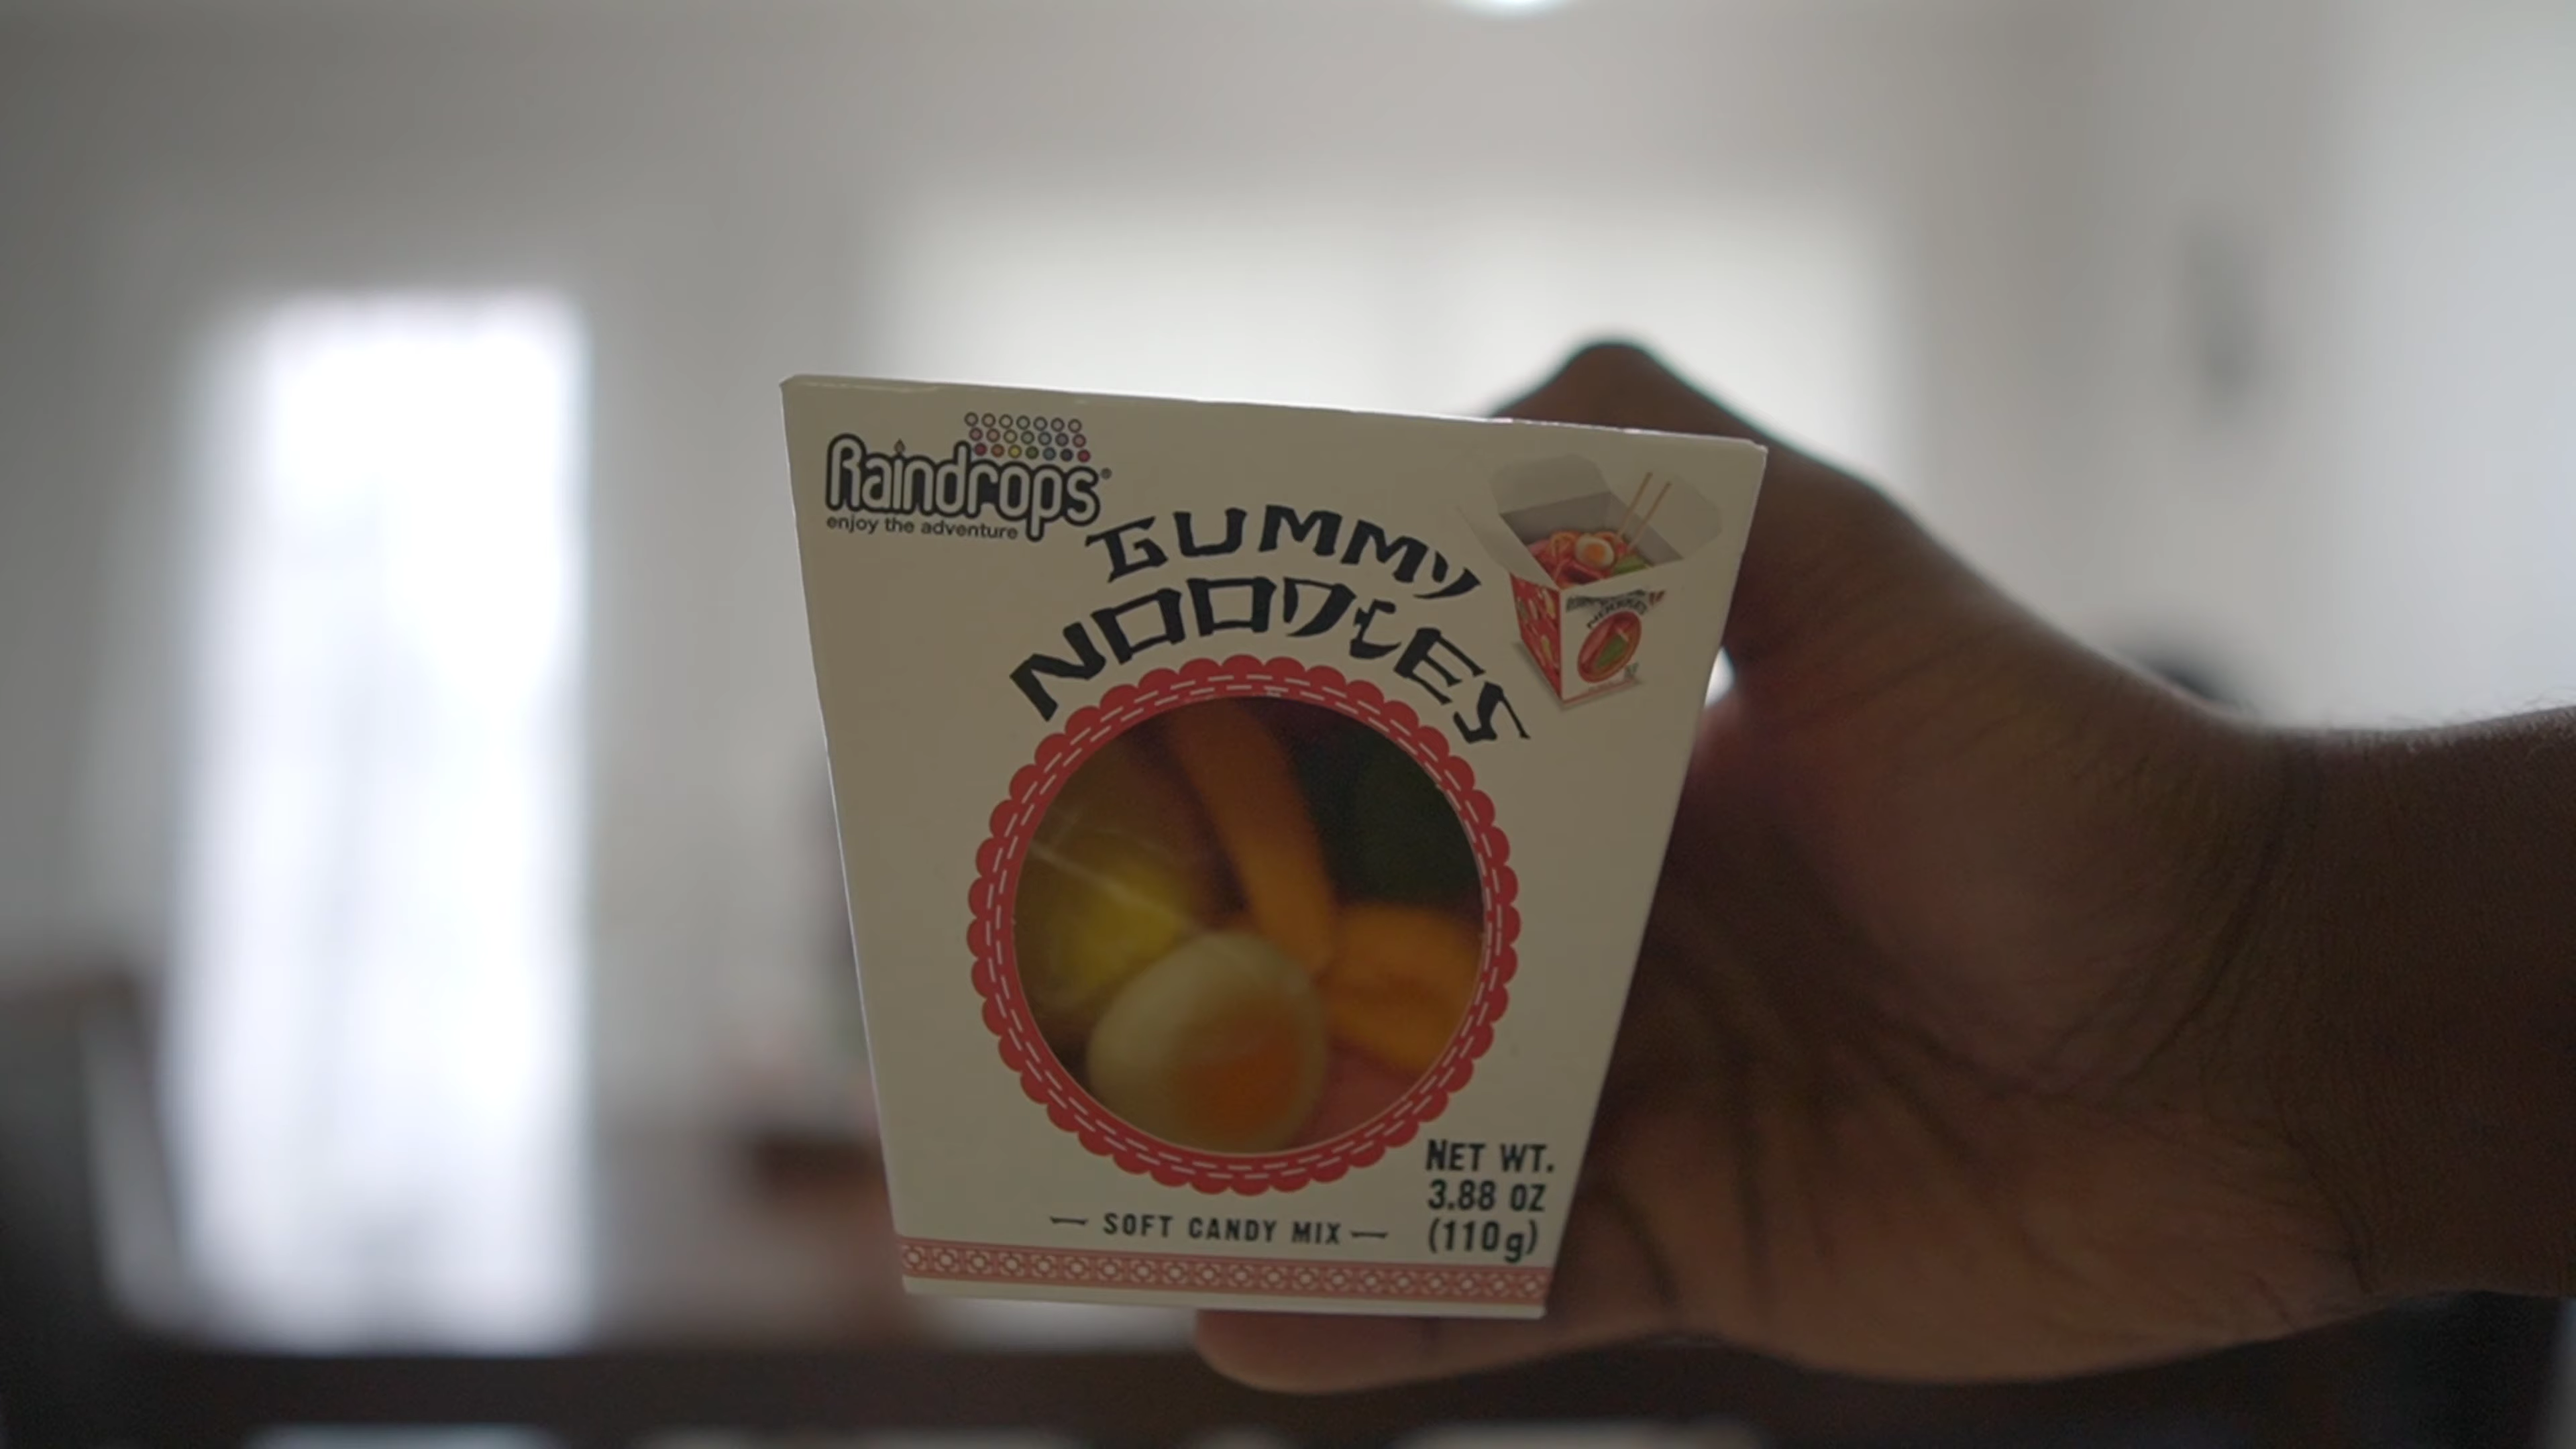 Raindrops®
enjoy the adventure
GUMMY
NOODLES
SOFT CANDY MIX
NET WT.
3.88 OZ
(110g)